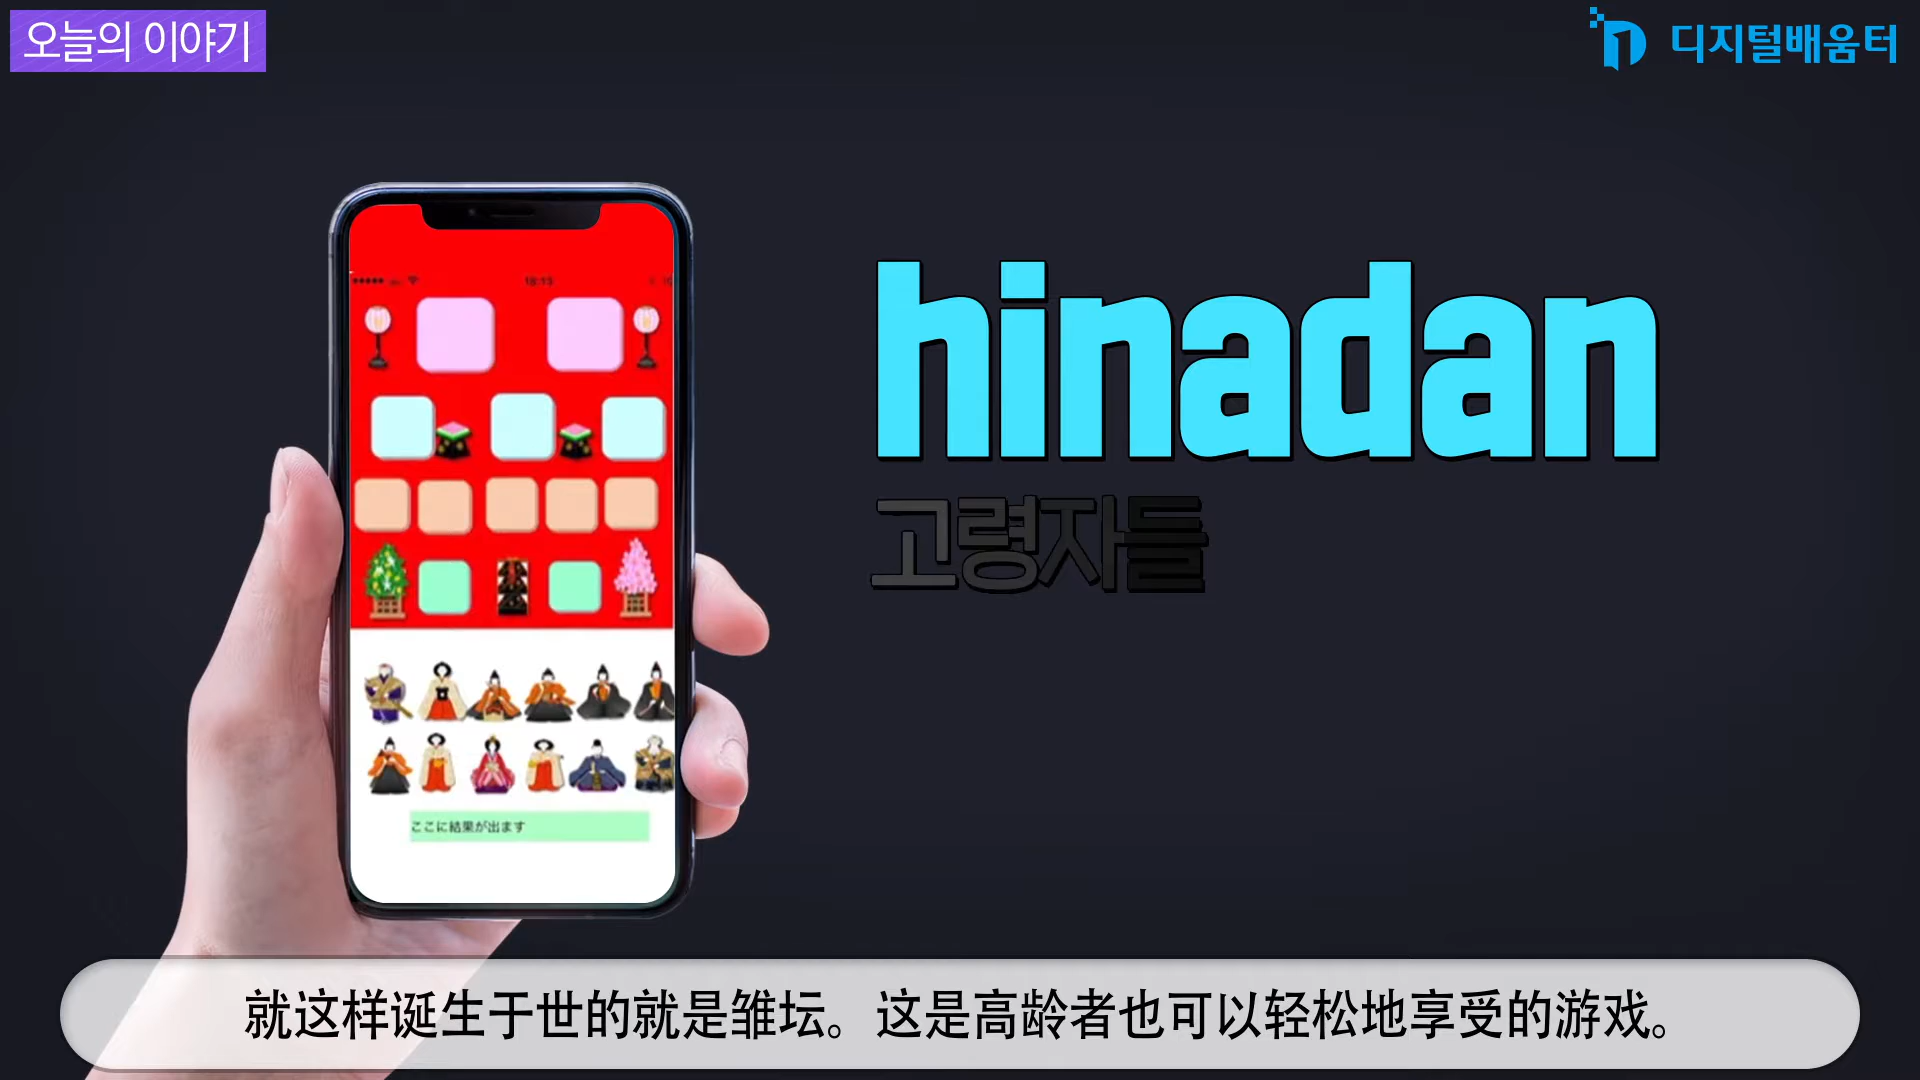 오늘의 이야기
디지털배움터
18:13
hinadan
고령자들
ここに結果が出ます
就这样诞生于世的就是雏坛。这是高龄者也可以轻松地享受的游戏。